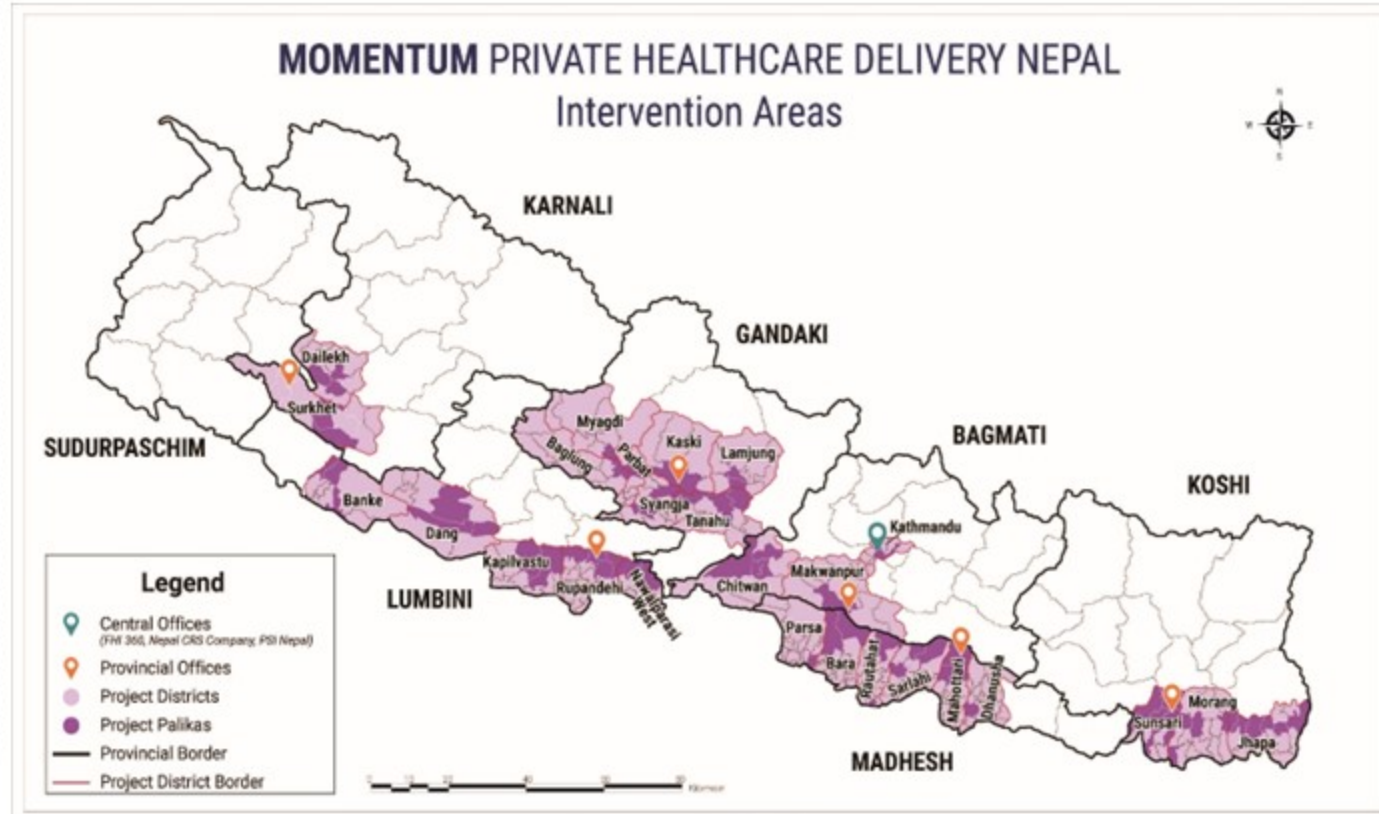 MOMENTUM PRIVATE HEALTHCARE DELIVERY NEPAL
Intervention Areas
N
W
E
S
KARNALI
GANDAKI
SUDURPASCHIM
BAGMATI
KOSHI
LUMBINI
MADHESH
Dailekh
Surkhet
Banke
Dang
Myagdi
Baglung
Parbat
Kaski
Lamjung
Syangja
Tanahu
Kapilvastu
Rupandehi
Nawalparasi
West
Chitwan
Makwanpur
Kathmandu
Parsa
Bara
Rautahat
Sarlahi
Mahottari
Dhanusha
Sunsari
Morang
Jhapa
Legend
Central Offices
(FHI 360, Nepal CRS Company, PSI Nepal)
Provincial Offices
Project Districts
Project Palikas
Provincial Border
Project District Border